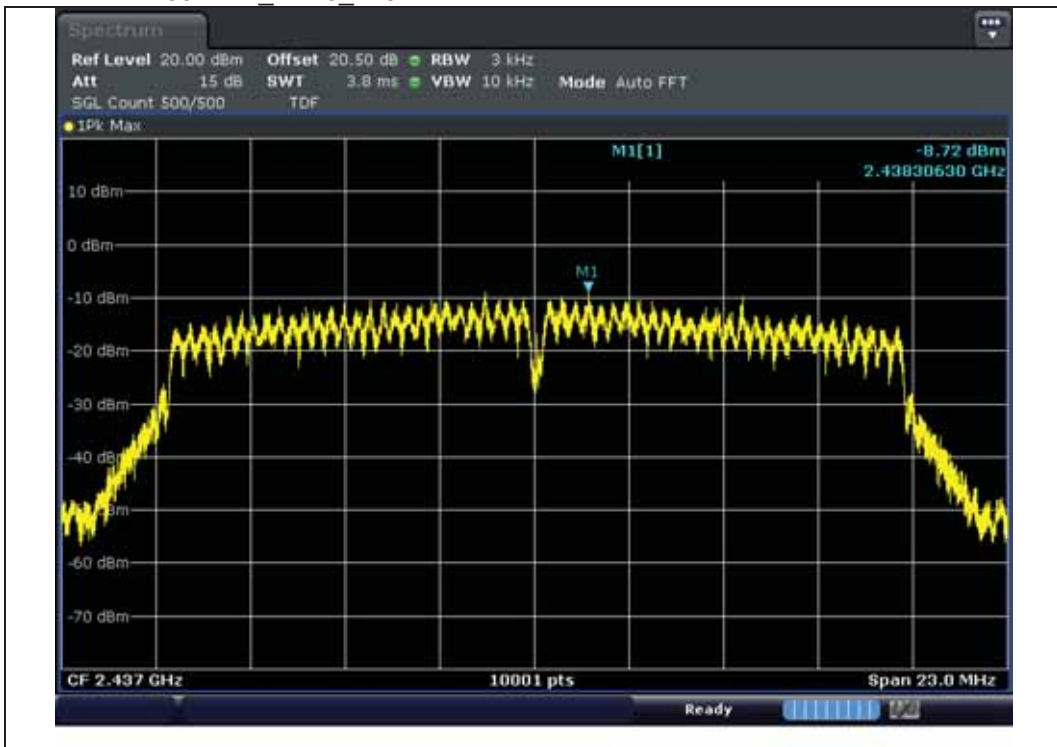 Spectrum
Ref Level 20.00 dBm Offset 20.50 dB RBW 3 kHz
Att 15 dB SWT 3.8 ms VBW 10 kHz Mode Auto FFT
SGL Count 500/500 TDF
1Pk Max
M1[1] -8.72 dBm
2.43830630 GHz
10 dBm
0 dBm
M1
-10 dBm
-20 dBm
-30 dBm
-40 dBm
-60 dBm
-70 dBm
CF 2.437 GHz 10001 pts Span 23.0 MHz
Ready